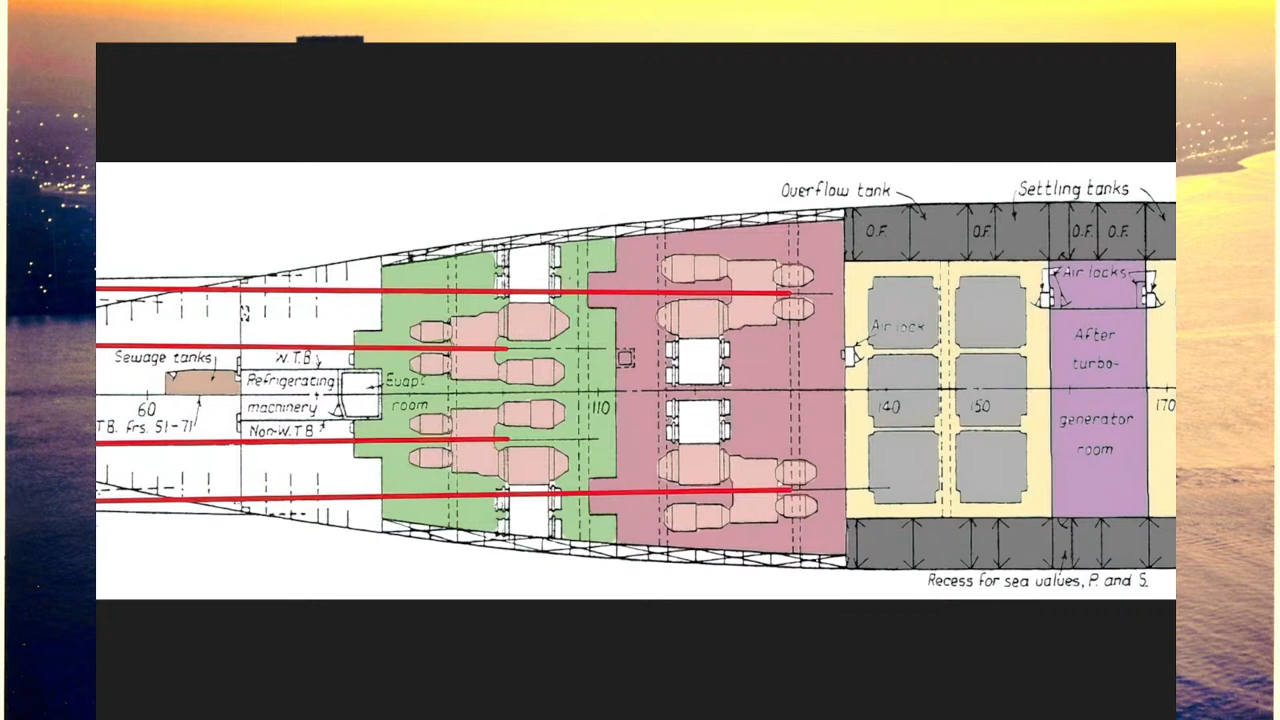 Overflow tank
Settling tanks
O.F.
O.F.
O.F.
O.F.
Air locks
Air lock
After
turbo-
generator
room
Sewage tanks
W.T.B
Refrigerating
machinery
Non-W.T.B
Evapr
room
60
110
140
150
170
T.B. Frs. 51-71
Recess for sea values, P. and S.